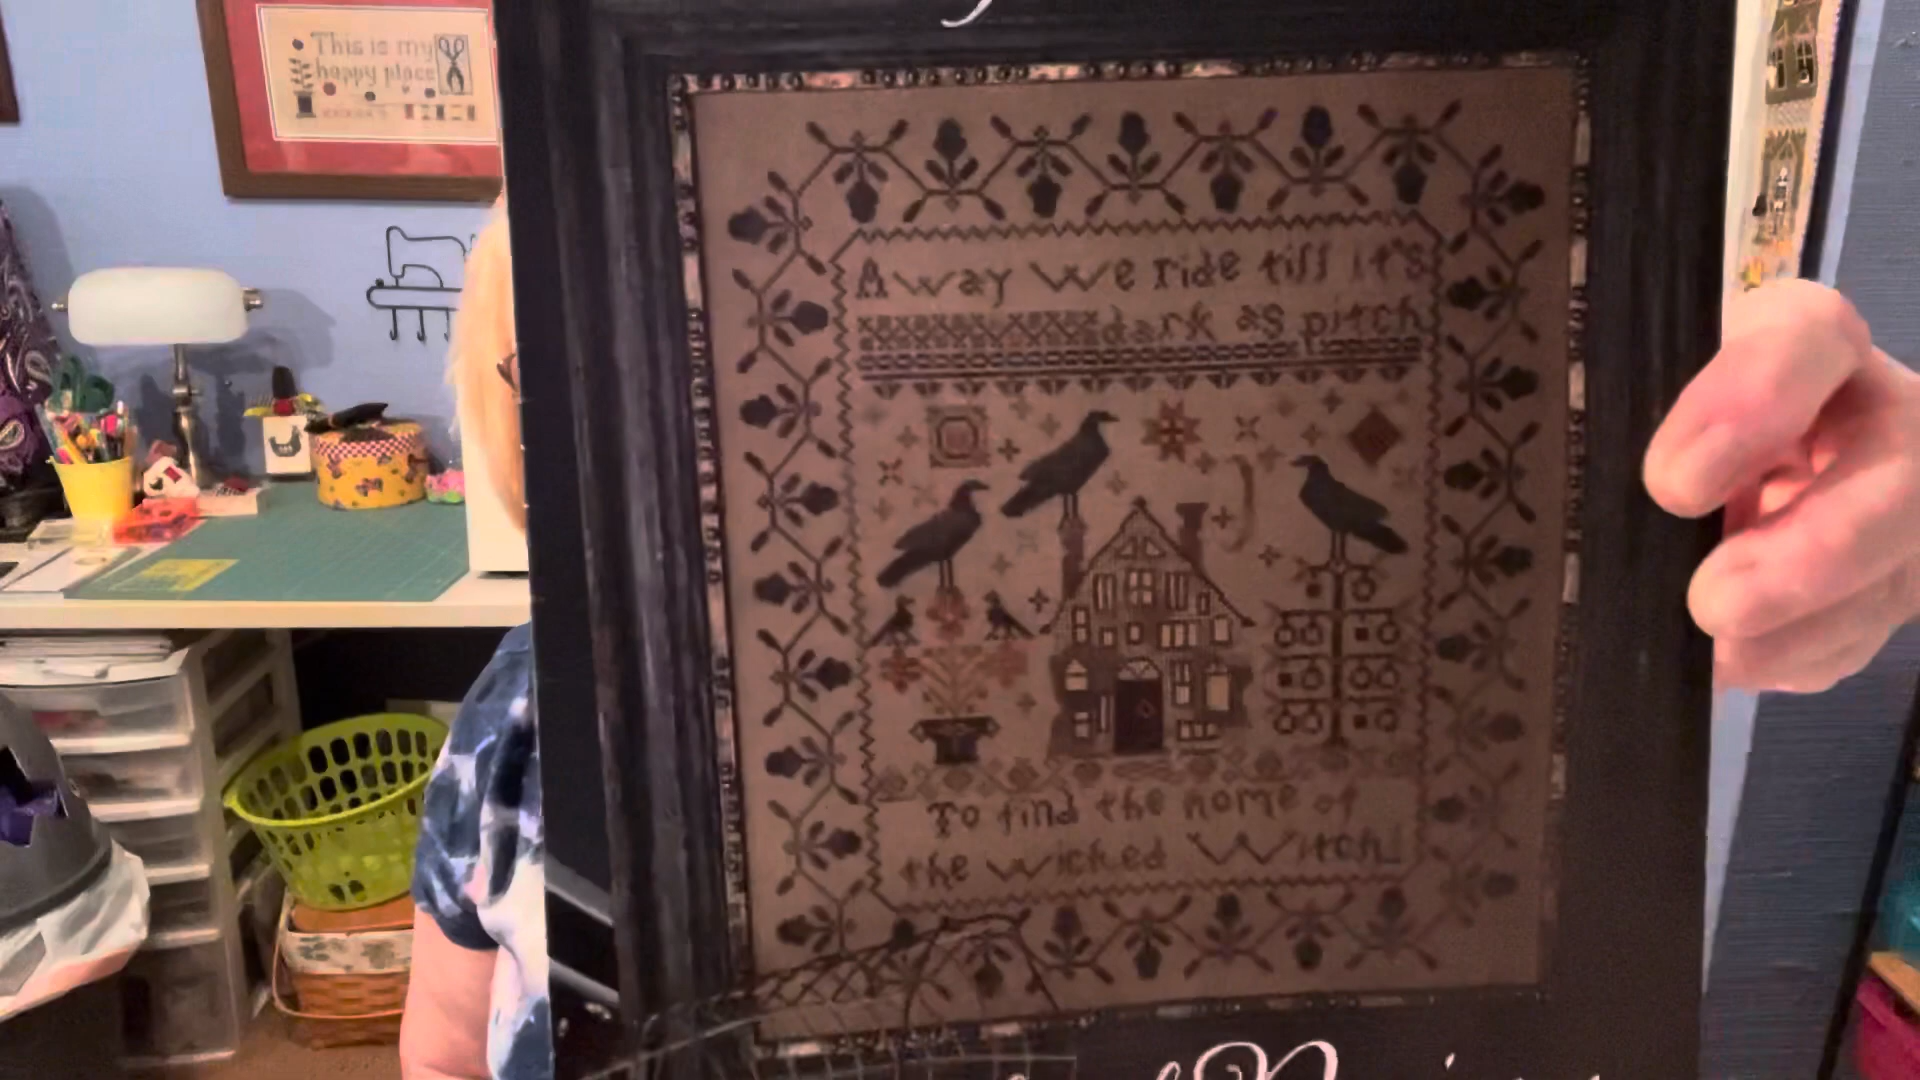 This is my
happy place
Away We ride till it's
dark as pitch
To find the home of
the Wicked Witch